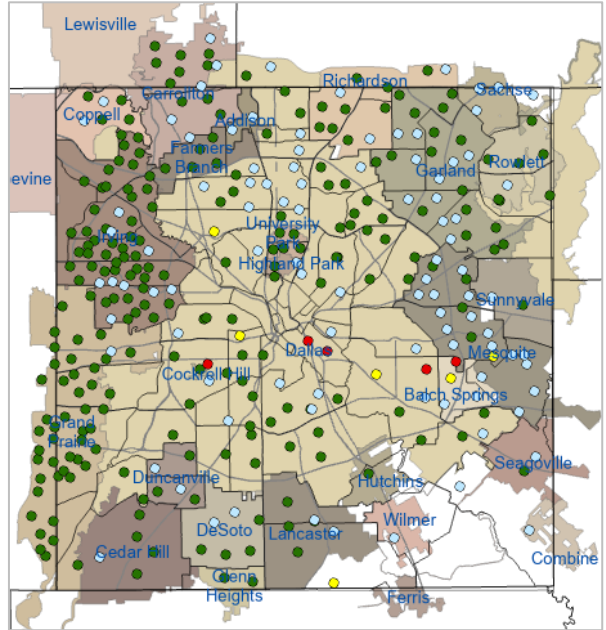 Lewisville
Richardson
Carrollton
Sachse
Coppell
Addison
Farmers
Branch
Garland
Rowlett
evine
University
Park
Irving
Highland Park
Sunnyvale
Dallas
Mesquite
Cockrell Hill
Balch Springs
Grand
Prairie
Seagoville
Duncanville
Hutchins
Wilmer
DeSoto
Lancaster
Cedar Hill
Combine
Glenn
Heights
Ferris